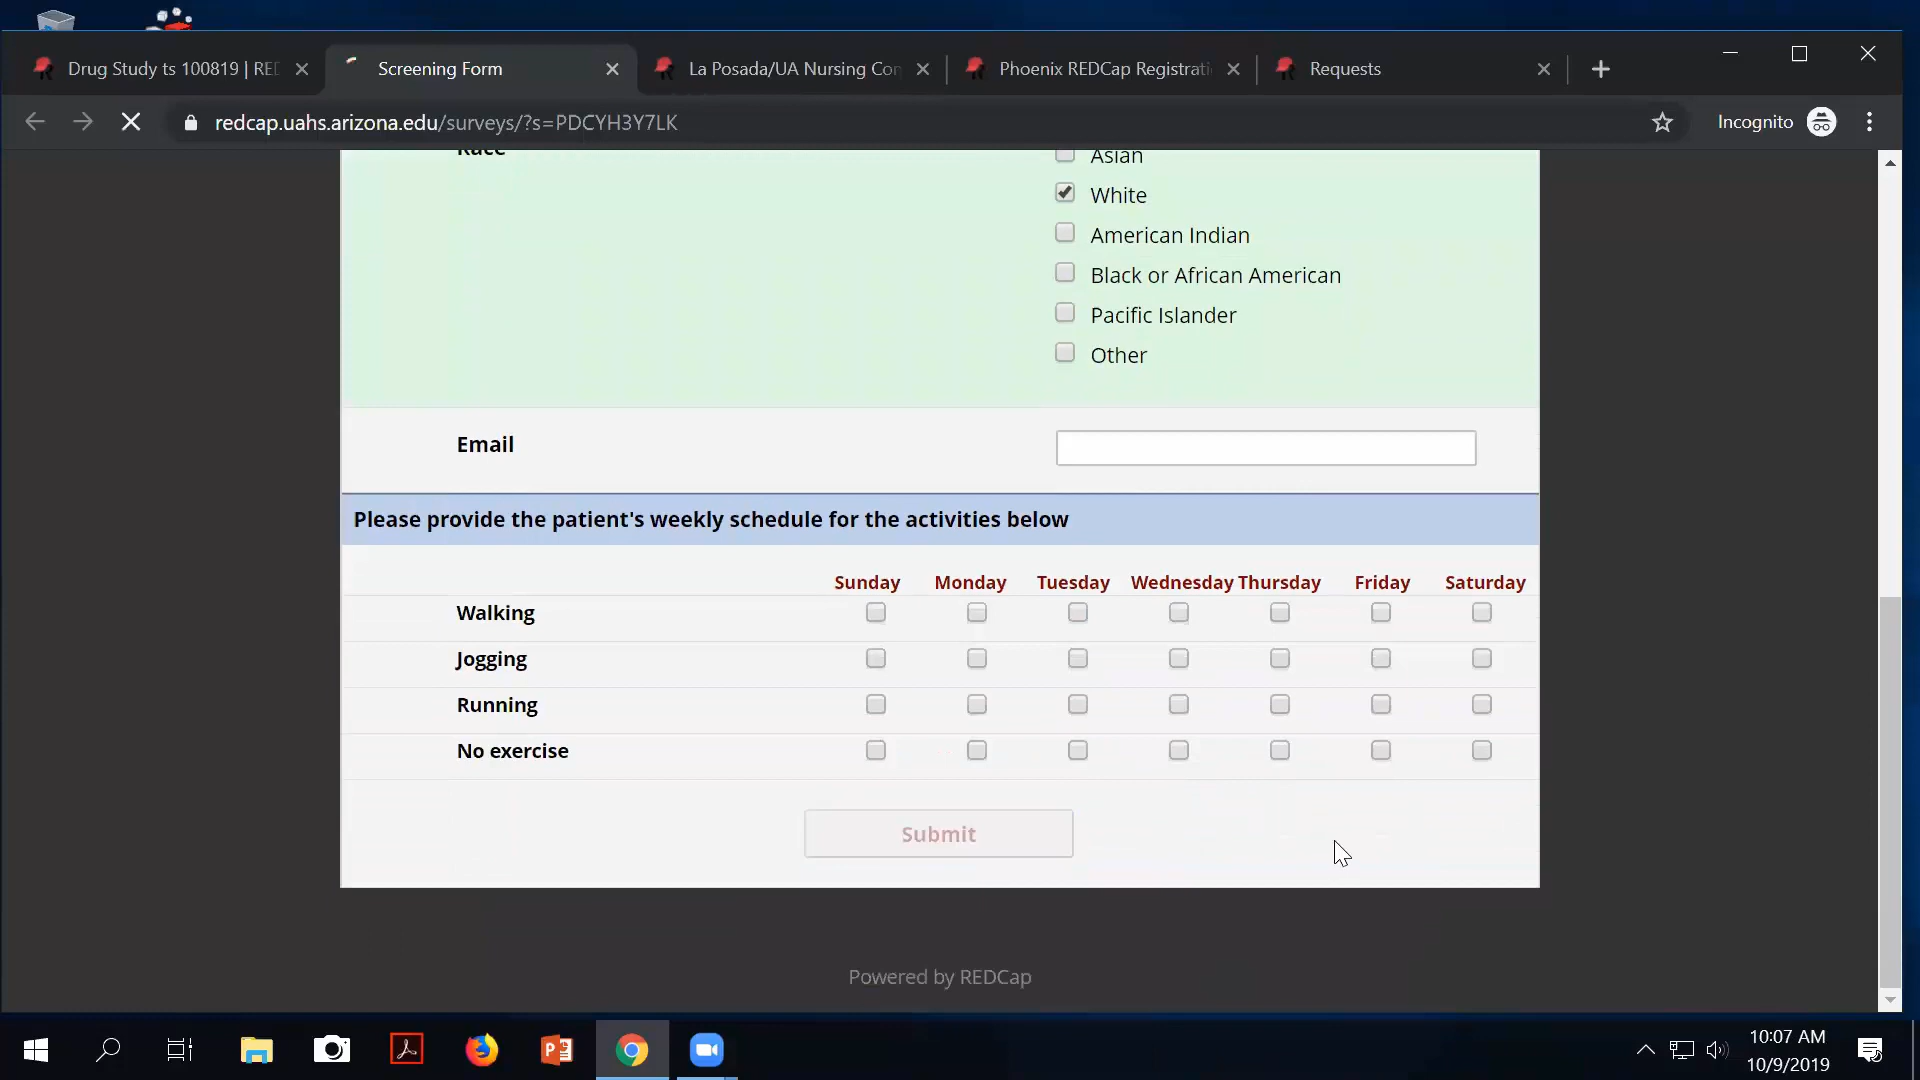 Drug Study ts 100819 | RED
Screening Form
La Posada/UA Nursing Con
Phoenix REDCap Registrati
Requests
redcap.uahs.arizona.edu/surveys/?s=PDCYH3Y7LK
Incognito
Race
Asian
White
American Indian
Black or African American
Pacific Islander
Other
Email
Please provide the patient's weekly schedule for the activities below
Sunday Monday Tuesday Wednesday Thursday Friday Saturday
Walking
Jogging
Running
No exercise
Submit
Powered by REDCap
10:07 AM
10/9/2019